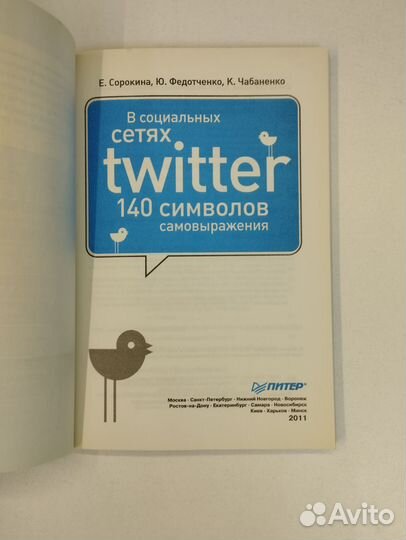 Е. Сорокина, Ю. Федотченко, К. Чабаненко
В социальных
сетях
twitter
140 символов
самовыражения
ПИТЕР®
Москва · Санкт-Петербург · Нижний Новгород · Воронеж
Ростов-на-Дону · Екатеринбург · Самара · Новосибирск
Киев · Харьков · Минск
2011
Avito